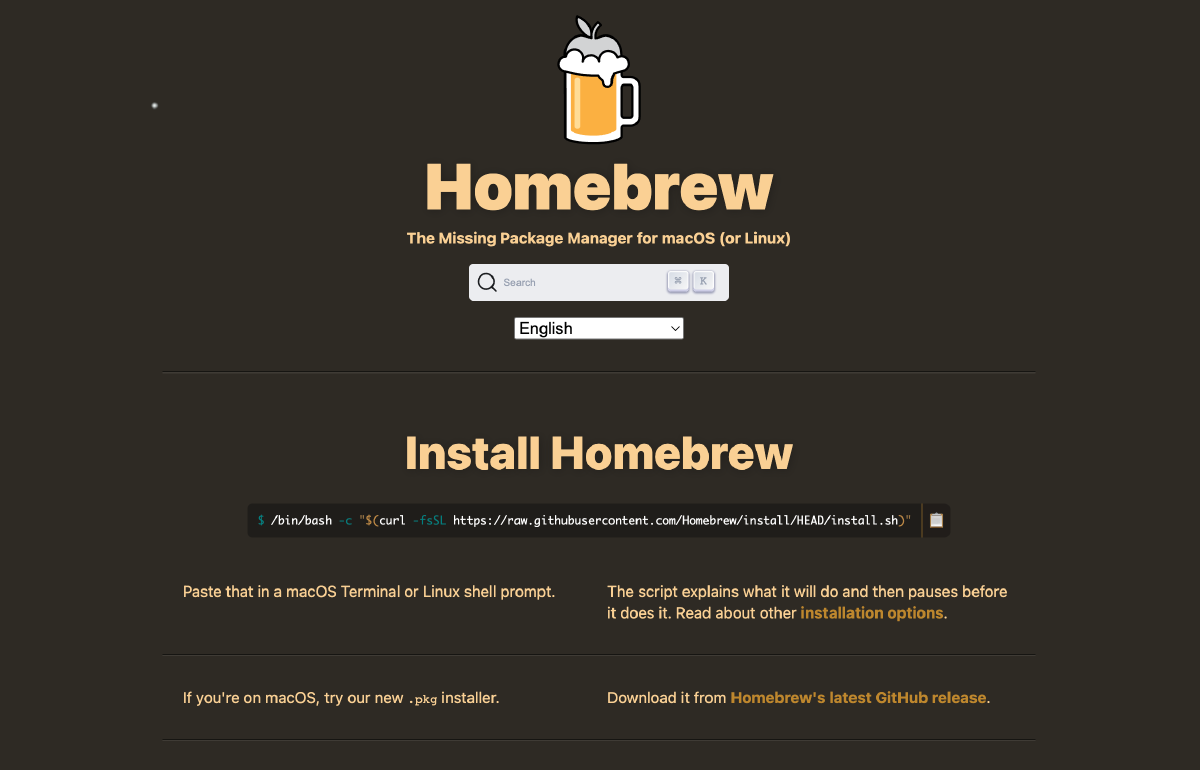 Homebrew
The Missing Package Manager for macOS (or Linux)
Search ⌘ K
English
Install Homebrew
$ /bin/bash -c "$(curl -fsSL https://raw.githubusercontent.com/Homebrew/install/HEAD/install.sh)"
Paste that in a macOS Terminal or Linux shell prompt.
The script explains what it will do and then pauses before
it does it. Read about other installation options.
If you're on macOS, try our new .pkg installer.
Download it from Homebrew's latest GitHub release.